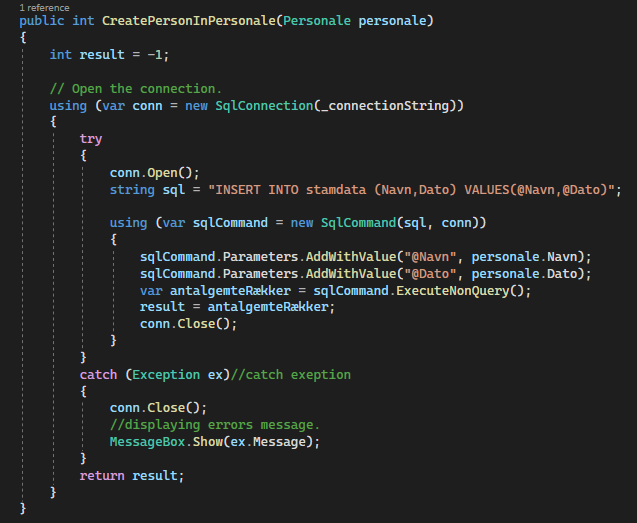 1 reference
public int CreatePersonInPersonale(Personale personale)
{
int result = -1;
// Open the connection.
using (var conn = new SqlConnection(_connectionString))
{
try
{
conn.Open();
string sql = "INSERT INTO stamdata (Navn,Dato) VALUES(@Navn,@Dato)";
using (var sqlCommand = new SqlCommand(sql, conn))
{
sqlCommand.Parameters.AddWithValue("@Navn", personale.Navn);
sqlCommand.Parameters.AddWithValue("@Dato", personale.Dato);
var antalgemteRækker = sqlCommand.ExecuteNonQuery();
result = antalgemteRækker;
conn.Close();
}
}
catch (Exception ex)//catch exeption
{
conn.Close();
//displaying errors message.
MessageBox.Show(ex.Message);
}
return result;
}
}